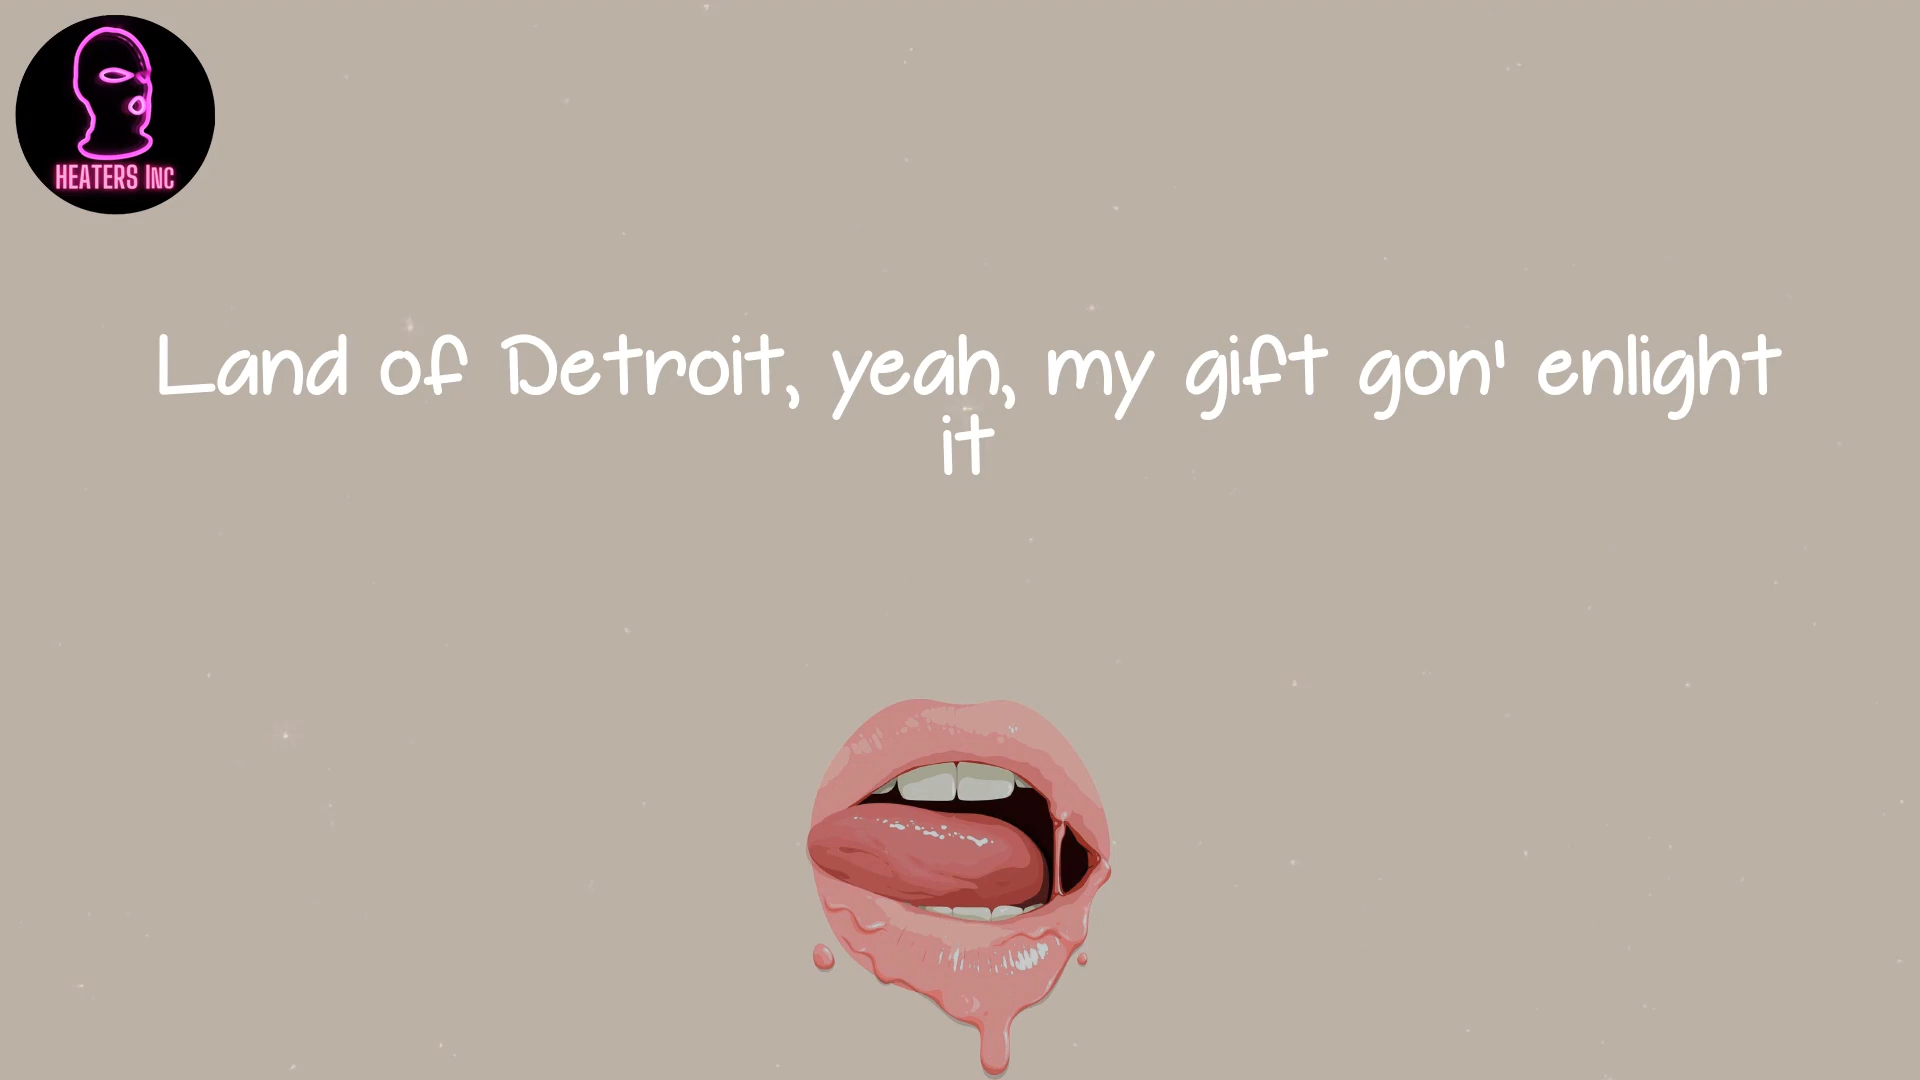 HEATERS INC
Land of Detroit, yeah, my gift gon' enlight
it